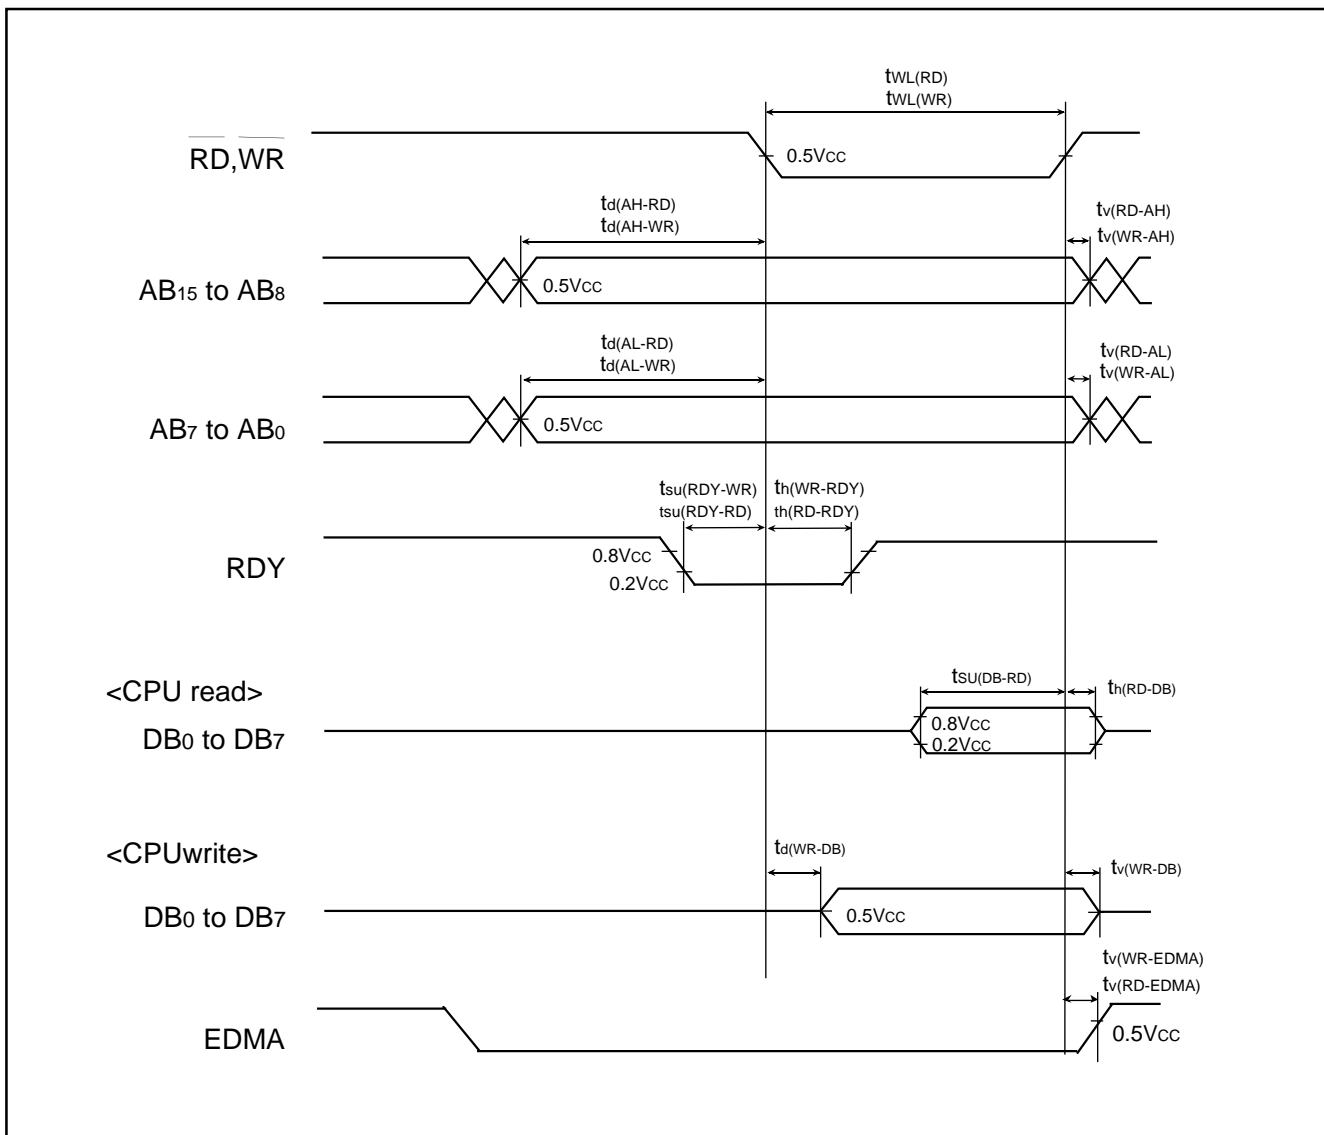 tWL(RD)
tWL(WR)
RD,WR
0.5VCC
td(AH-RD)
td(AH-WR)
tv(RD-AH)
tv(WR-AH)
AB15 to AB8
0.5VCC
td(AL-RD)
td(AL-WR)
tv(RD-AL)
tv(WR-AL)
AB7 to AB0
0.5VCC
tsu(RDY-WR)
tsu(RDY-RD)
th(WR-RDY)
th(RD-RDY)
RDY
0.8VCC
0.2VCC
<CPU read>
DB0 to DB7
tSU(DB-RD)
th(RD-DB)
0.8VCC
0.2VCC
<CPUwrite>
DB0 to DB7
td(WR-DB)
tv(WR-DB)
0.5VCC
tv(WR-EDMA)
tv(RD-EDMA)
EDMA
0.5VCC